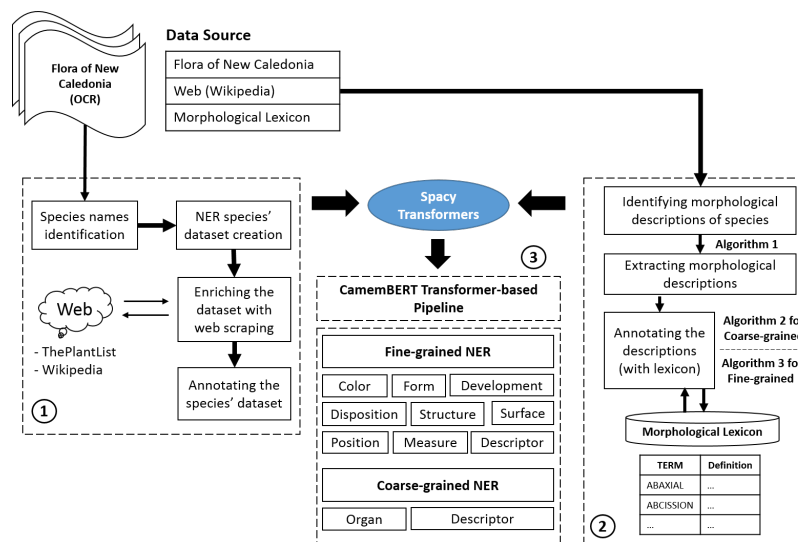 Flora of New
Caledonia
(OCR)
Data Source
Flora of New Caledonia
Web (Wikipedia)
Morphological Lexicon
Species names
identification
NER species'
dataset creation
Enriching the
dataset with
web scraping
Web
- ThePlantList
- Wikipedia
Annotating the
species' dataset
1
Spacy
Transformers
3
CamemBERT Transformer-based
Pipeline
Fine-grained NER
Color
Form
Development
Disposition
Structure
Surface
Position
Measure
Descriptor
Coarse-grained NER
Organ
Descriptor
Identifying morphological
descriptions of species
Algorithm 1
Extracting morphological
descriptions
Annotating the
descriptions
(with lexicon)
Algorithm 2 fo
Coarse-grained
Algorithm 3 fo
Fine-grained
Morphological Lexicon
TERM Definition
ABAXIAL ...
ABCISSION ...
... ...
2